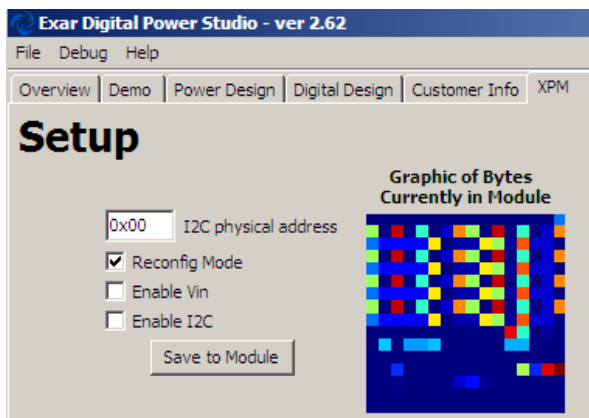 Exar Digital Power Studio - ver 2.62
File Debug Help
Overview Demo Power Design Digital Design Customer Info XPM
Setup
Graphic of Bytes
Currently in Module
0x00 I2C physical address
Reconfig Mode
Enable Vin
Enable I2C
Save to Module